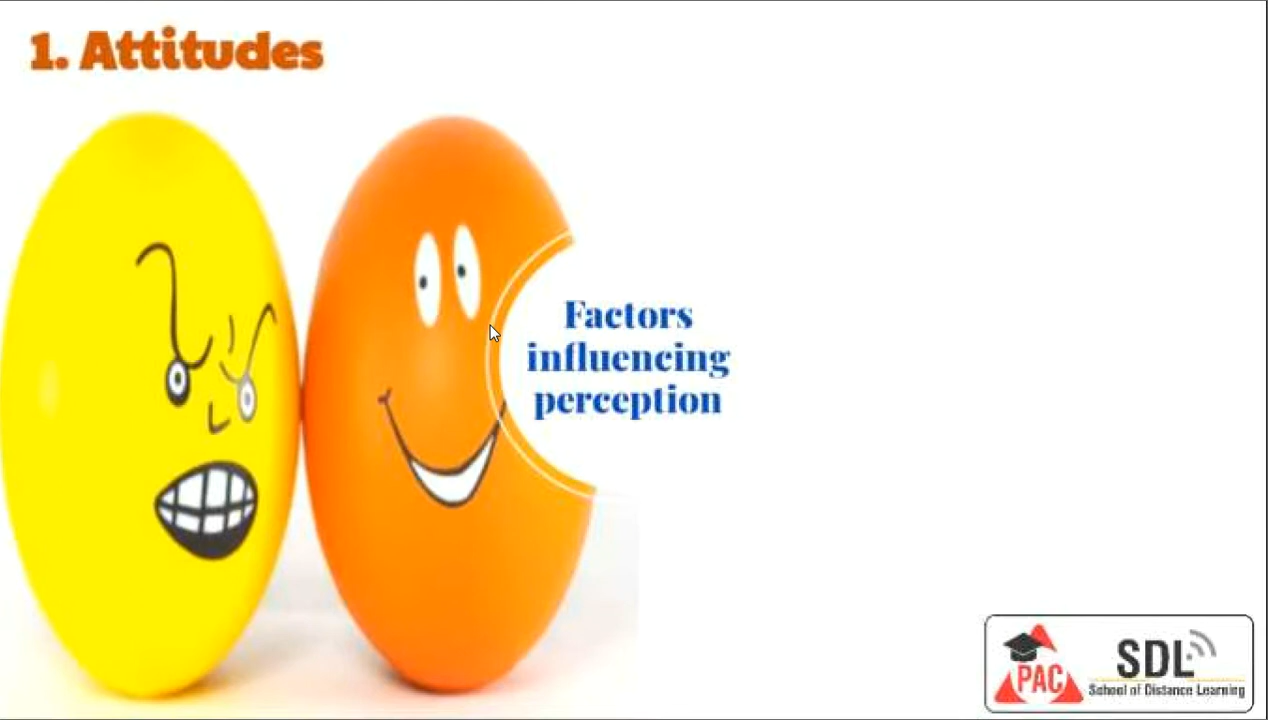 1. Attitudes
Factors
influencing
perception
PAC
SDL
School of Distance Learning